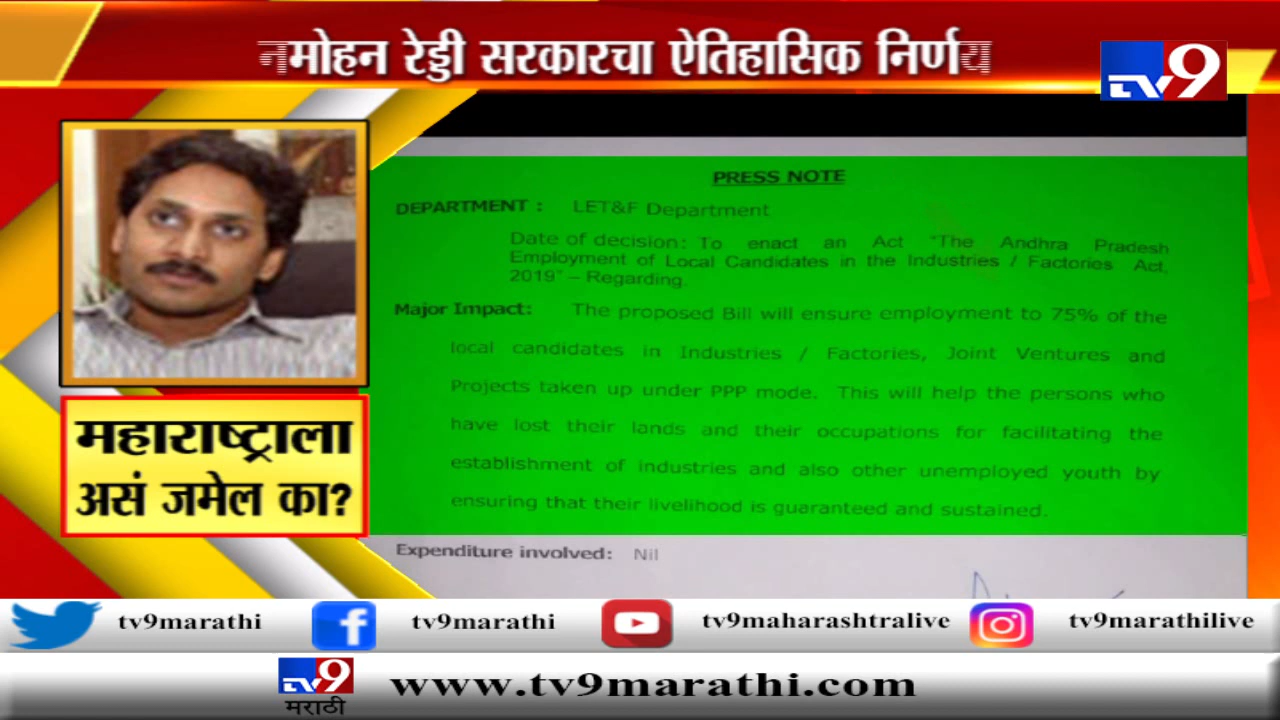 नमोहन रेड्डी सरकारचा ऐतिहासिक निर्णय
TV9
PRESS NOTE
DEPARTMENT : LET&F Department
Date of decision: To enact an Act "The Andhra Pradesh
Employment of Local Candidates in the Industries / Factories Act,
2019" – Regarding.
Major Impact: The proposed Bill will ensure employment to 75% of the
local candidates in Industries / Factories, Joint Ventures and
Projects taken up under PPP mode. This will help the persons who
have lost their lands and their occupations for facilitating the
establishment of industries and also other unemployed youth by
ensuring that their livelihood is guaranteed and sustained.
Expenditure involved: Nil
महाराष्ट्राला
असं जमेल का?
tv9marathi
tv9marathi
tv9maharashtralive
tv9marathilive
TV9
मराठी
www.tv9marathi.com